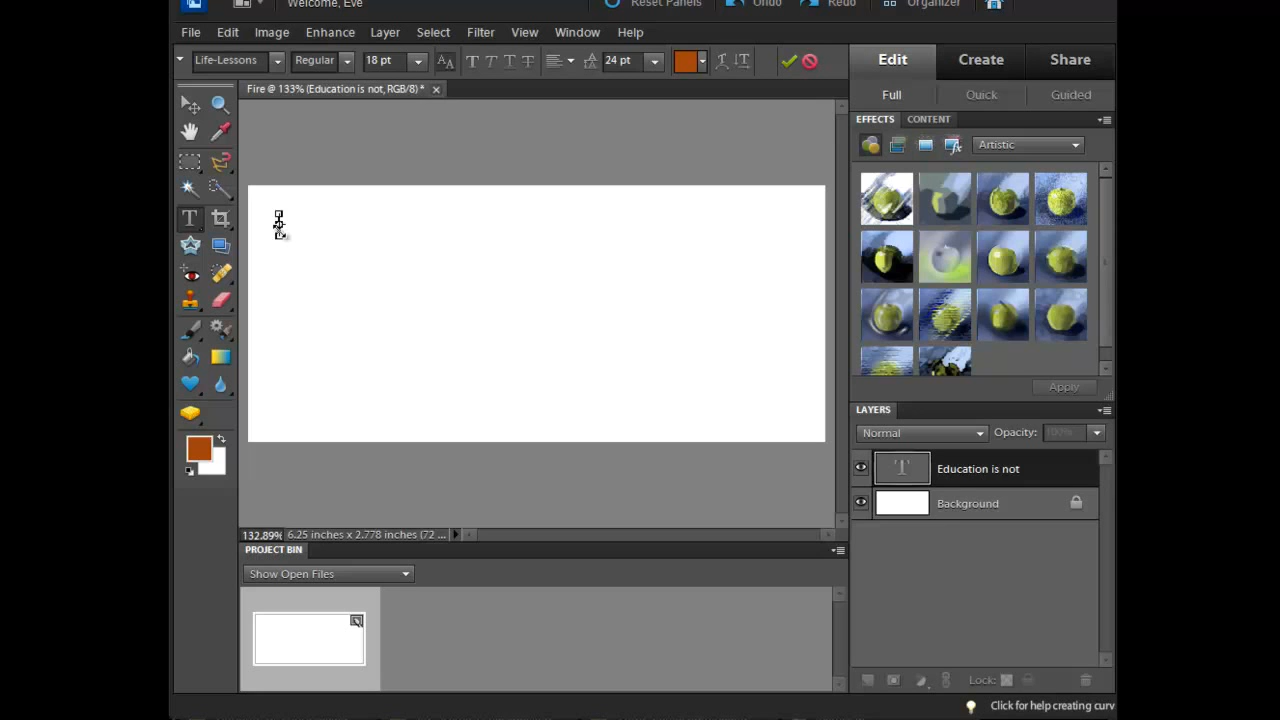 Welcome, Eve
Reset Panels Undo Redo Organizer
File Edit Image Enhance Layer Select Filter View Window Help
Life-Lessons Regular 18 pt 24 pt
Edit Create Share
Fire @ 133% (Education is not, RGB/8) *
Full Quick Guided
EFFECTS CONTENT
Artistic
Apply
LAYERS
Normal Opacity: 100%
Education is not
Background
132.89% 6.25 inches x 2.778 inches (72 ...
PROJECT BIN
Show Open Files
Lock:
Click for help creating curv